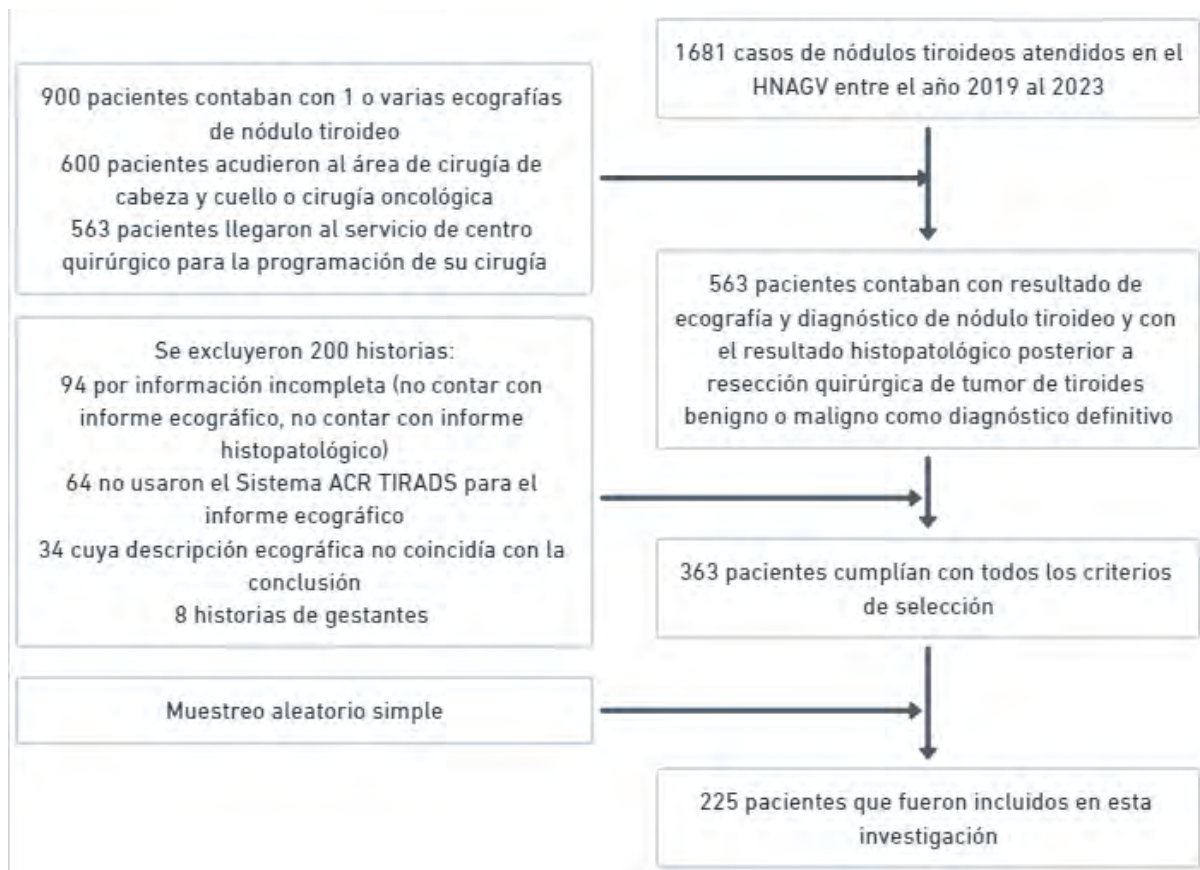 1681 casos de nódulos tiroideos atendidos en el
HNAGV entre el año 2019 al 2023
900 pacientes contaban con 1 o varias ecografías
de nódulo tiroideo
600 pacientes acudieron al área de cirugía de
cabeza y cuello o cirugía oncológica
563 pacientes llegaron al servicio de centro
quirúrgico para la programación de su cirugía
563 pacientes contaban con resultado de
ecografía y diagnóstico de nódulo tiroideo y con
el resultado histopatológico posterior a
resección quirúrgica de tumor de tiroides
benigno o maligno como diagnóstico definitivo
Se excluyeron 200 historias:
94 por información incompleta (no contar con
informe ecográfico, no contar con informe
histopatológico)
64 no usaron el Sistema ACR TIRADS para el
informe ecográfico
34 cuya descripción ecográfica no coincidía con la
conclusión
8 historias de gestantes
363 pacientes cumplían con todos los criterios
de selección
Muestreo aleatorio simple
225 pacientes que fueron incluidos en esta
investigación